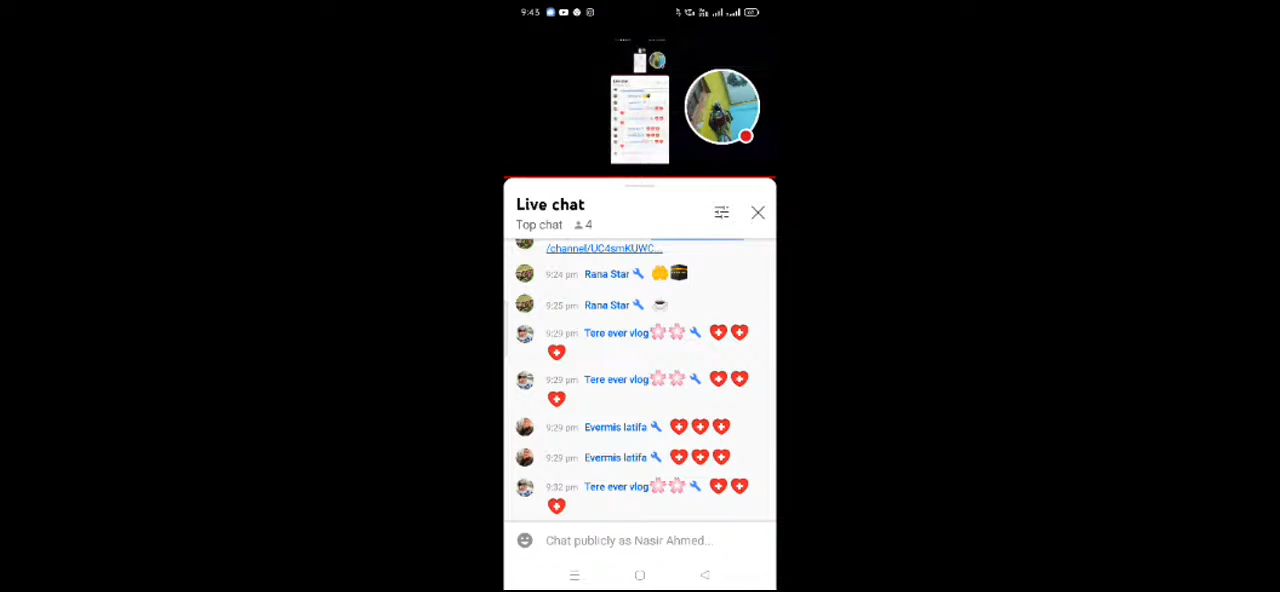 9:43
Live chat
Top chat 4
/channel/UC4smKUWC...
9:24 pm Rana Star 🤲🕋
9:25 pm Rana Star ☕
9:29 pm Tere ever vlog🌸🌸
9:29 pm Tere ever vlog🌸🌸
9:29 pm Evermis latifa
9:29 pm Evermis latifa
9:32 pm Tere ever vlog🌸🌸
Chat publicly as Nasir Ahmed...